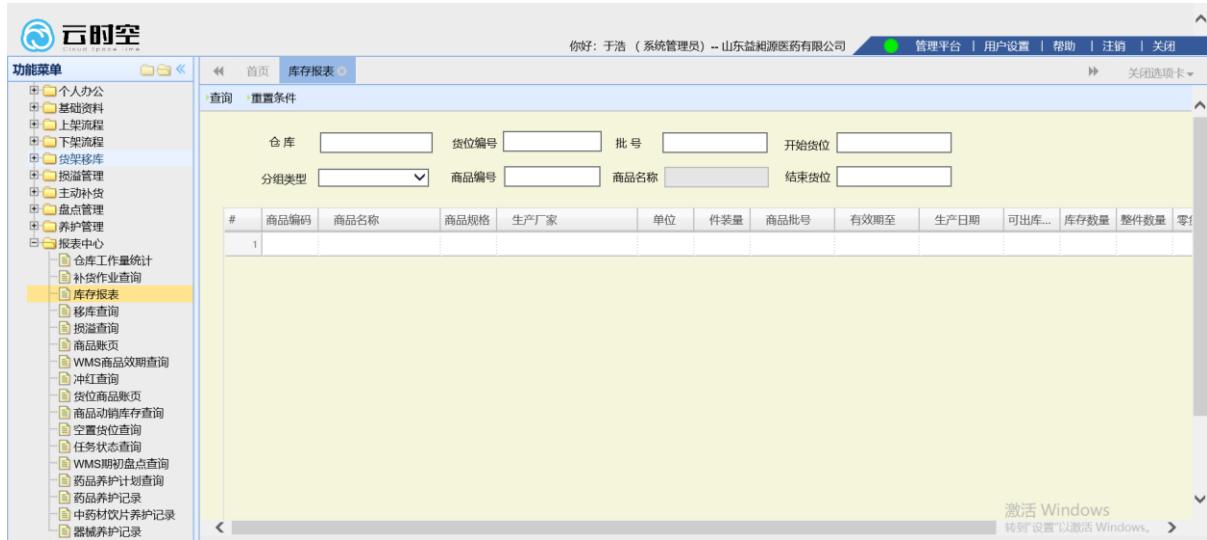 云时空
Cloud Space Time
你好：于浩 （ 系统管理员）-- 山东益昶源医药有限公司
管理平台 | 用户设置 | 帮助 | 注销 | 关闭
功能菜单
首页 库存报表
关闭选项卡
个人办公
基础资料
上架流程
下架流程
货架移库
损溢管理
主动补货
盘点管理
养护管理
报表中心
仓库工作量统计
补货作业查询
库存报表
移库查询
损溢查询
商品账页
WMS商品效期查询
冲红查询
货位商品账页
商品动销库存查询
空置货位查询
任务状态查询
WMS期初盘点查询
药品养护计划查询
药品养护记录
中药材饮片养护记录
器械养护记录
查询 重置条件
仓 库 货位编号 批 号 开始货位
分组类型 商品编号 商品名称 结束货位
# 商品编码 商品名称 商品规格 生产厂家 单位 件装量 商品批号 有效期至 生产日期 可出库... 库存数量 整件数量
1
激活 Windows
转到"设置"以激活 Windows。